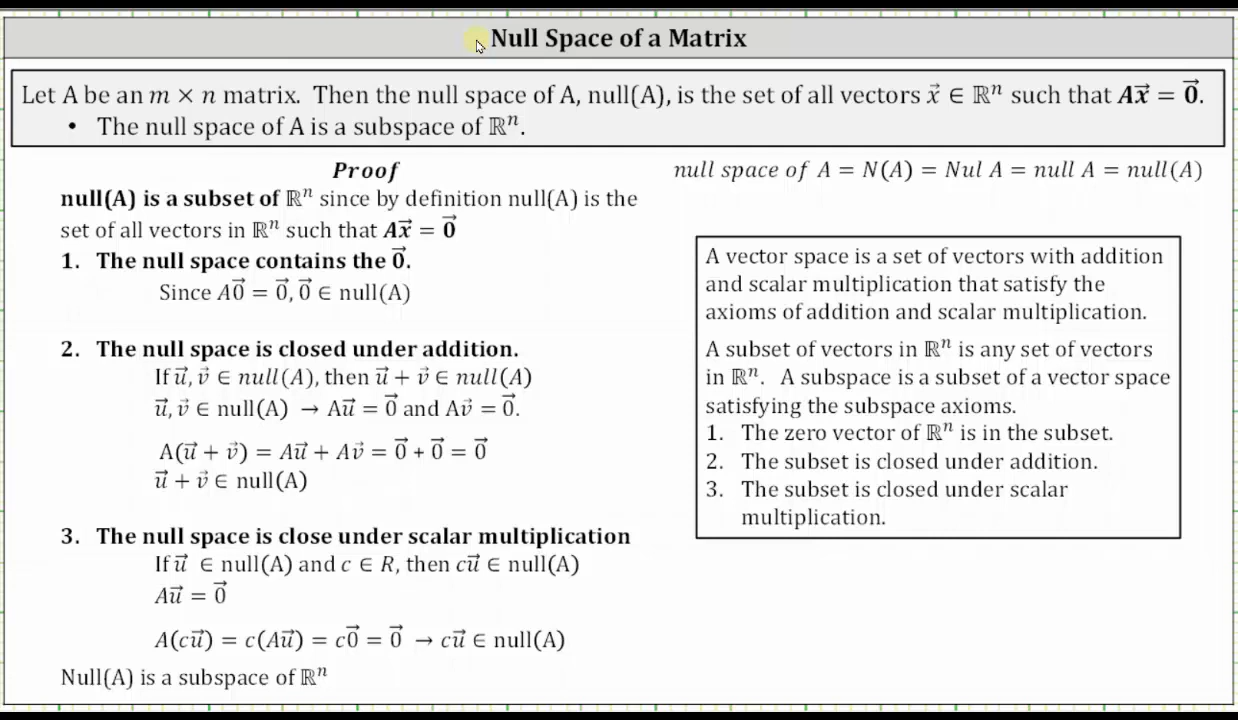 Null Space of a Matrix
Let A be an m × n matrix. Then the null space of A, null(A), is the set of all vectors x⃗ ∈ ℝⁿ such that Ax⃗ = 0⃗.
• The null space of A is a subspace of ℝⁿ.
Proof
null(A) is a subset of ℝⁿ since by definition null(A) is the
set of all vectors in ℝⁿ such that Ax⃗ = 0⃗
1. The null space contains the 0⃗.
Since A0⃗ = 0⃗, 0⃗ ∈ null(A)
2. The null space is closed under addition.
If u⃗, v⃗ ∈ null(A), then u⃗ + v⃗ ∈ null(A)
u⃗, v⃗ ∈ null(A) → Au⃗ = 0⃗ and Av⃗ = 0⃗.
A(u⃗ + v⃗) = Au⃗ + Av⃗ = 0⃗ + 0⃗ = 0⃗
u⃗ + v⃗ ∈ null(A)
3. The null space is close under scalar multiplication
If u⃗ ∈ null(A) and c ∈ R, then cu⃗ ∈ null(A)
Au⃗ = 0⃗
A(cu⃗) = c(Au⃗) = c0⃗ = 0⃗ → cu⃗ ∈ null(A)
Null(A) is a subspace of ℝⁿ
null space of A = N(A) = Nul A = null A = null(A)
A vector space is a set of vectors with addition
and scalar multiplication that satisfy the
axioms of addition and scalar multiplication.
A subset of vectors in ℝⁿ is any set of vectors
in ℝⁿ. A subspace is a subset of a vector space
satisfying the subspace axioms.
1. The zero vector of ℝⁿ is in the subset.
2. The subset is closed under addition.
3. The subset is closed under scalar
multiplication.